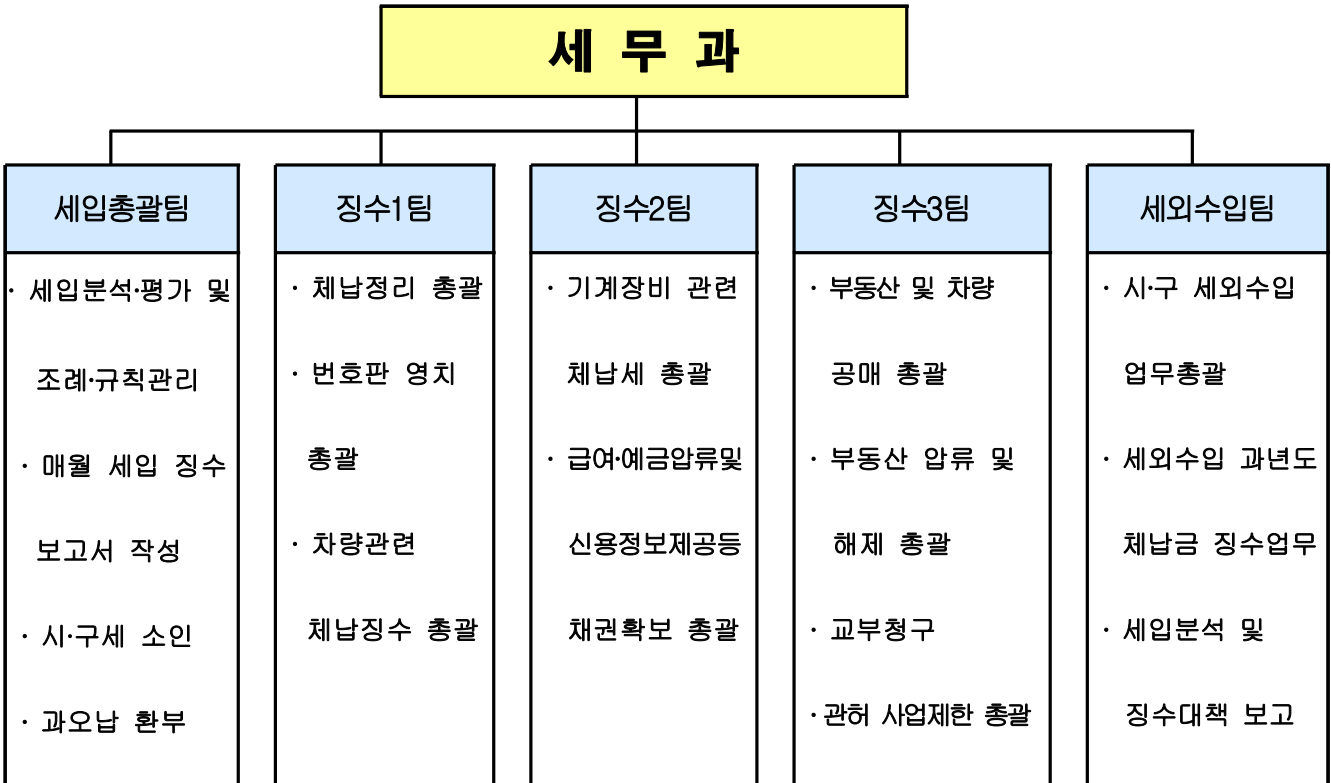 세 무 과
세입총괄팀
· 세입분석·평가 및
조례·규칙관리
· 매월 세입 징수
보고서 작성
· 시·구세 소인
· 과오납 환부
징수1팀
· 체납정리 총괄
· 번호판 영치
총괄
· 차량관련
체납징수 총괄
징수2팀
· 기계장비 관련
체납세 총괄
· 급여·예금압류및
신용정보제공등
채권확보 총괄
징수3팀
· 부동산 및 차량
공매 총괄
· 부동산 압류 및
해제 총괄
· 교부청구
· 관허 사업제한 총괄
세외수입팀
· 시·구 세외수입
업무총괄
· 세외수입 과년도
체납금 징수업무
· 세입분석 및
징수대책 보고